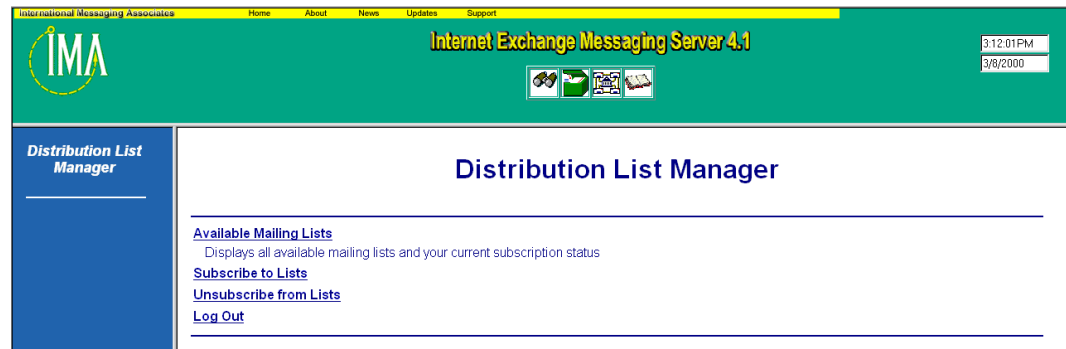 International Messaging Associates Home About News Updates Support
IMA
Internet Exchange Messaging Server 4.1
3:12:01PM
3/8/2000
Distribution List
Manager
Distribution List Manager
Available Mailing Lists
Displays all available mailing lists and your current subscription status
Subscribe to Lists
Unsubscribe from Lists
Log Out